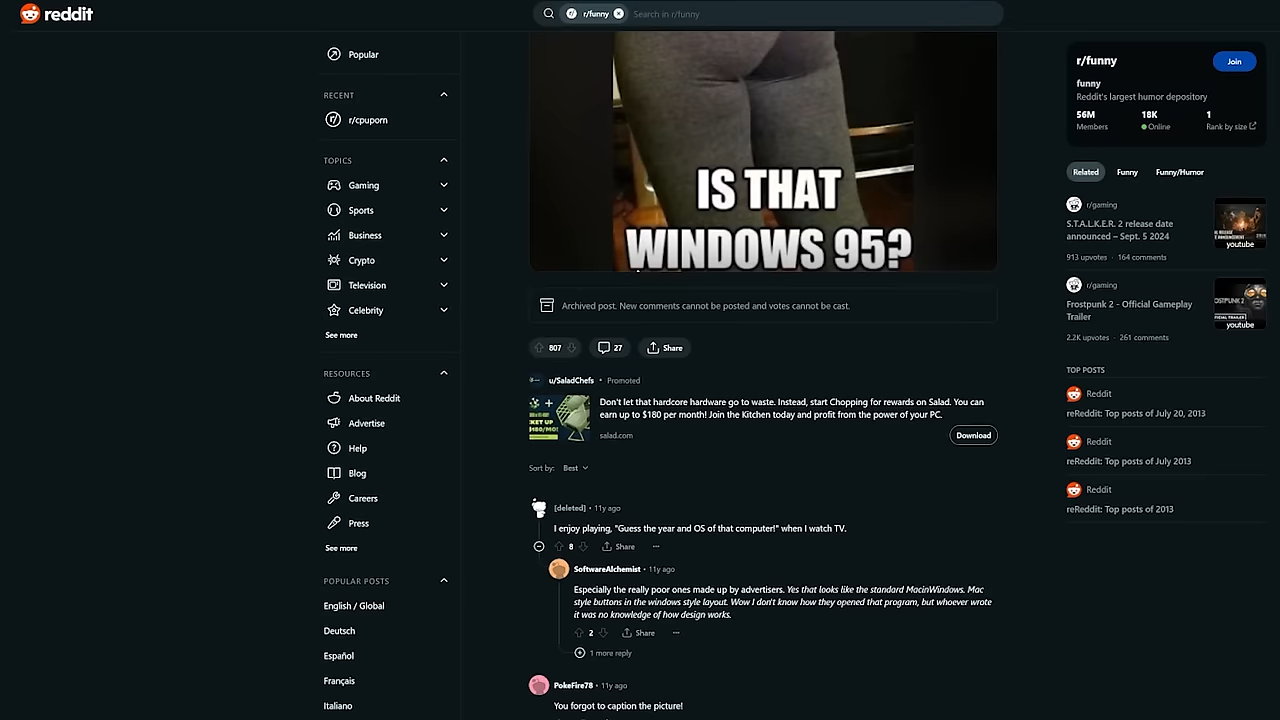 reddit
r/funny
Search in r/funny
Popular
RECENT
r/cpuporn
TOPICS
Gaming
Sports
Business
Crypto
Television
Celebrity
See more
RESOURCES
About Reddit
Advertise
Help
Blog
Careers
Press
See more
POPULAR POSTS
English / Global
Deutsch
Español
Français
Italiano
IS THAT
WINDOWS 95?
Archived post. New comments cannot be posted and votes cannot be cast.
807
27
Share
u/SaladChefs • Promoted
Don't let that hardcore hardware go to waste. Instead, start Chopping for rewards on Salad. You can
earn up to $180 per month! Join the Kitchen today and profit from the power of your PC.
salad.com
Download
Sort by: Best
[deleted] • 11y ago
I enjoy playing, "Guess the year and OS of that computer!" when I watch TV.
8 Share
SoftwareAlchemist • 11y ago
Especially the really poor ones made up by advertisers. Yes that looks like the standard MacinWindows. Mac
style buttons in the windows style layout. Wow I don't know how they opened that program, but whoever wrote
it was no knowledge of how design works.
2 Share
1 more reply
PokeFire78 • 11y ago
You forgot to caption the picture!
r/funny
Join
funny
Reddit's largest humor depository
56M 18K 1
Members Online Rank by size
Related Funny Funny/Humor
r/gaming
S.T.A.L.K.E.R. 2 release date
announced – Sept. 5 2024
youtube
913 upvotes · 164 comments
r/gaming
Frostpunk 2 - Official Gameplay
Trailer
youtube
2.2K upvotes · 261 comments
TOP POSTS
Reddit
reReddit: Top posts of July 20, 2013
Reddit
reReddit: Top posts of July 2013
Reddit
reReddit: Top posts of 2013